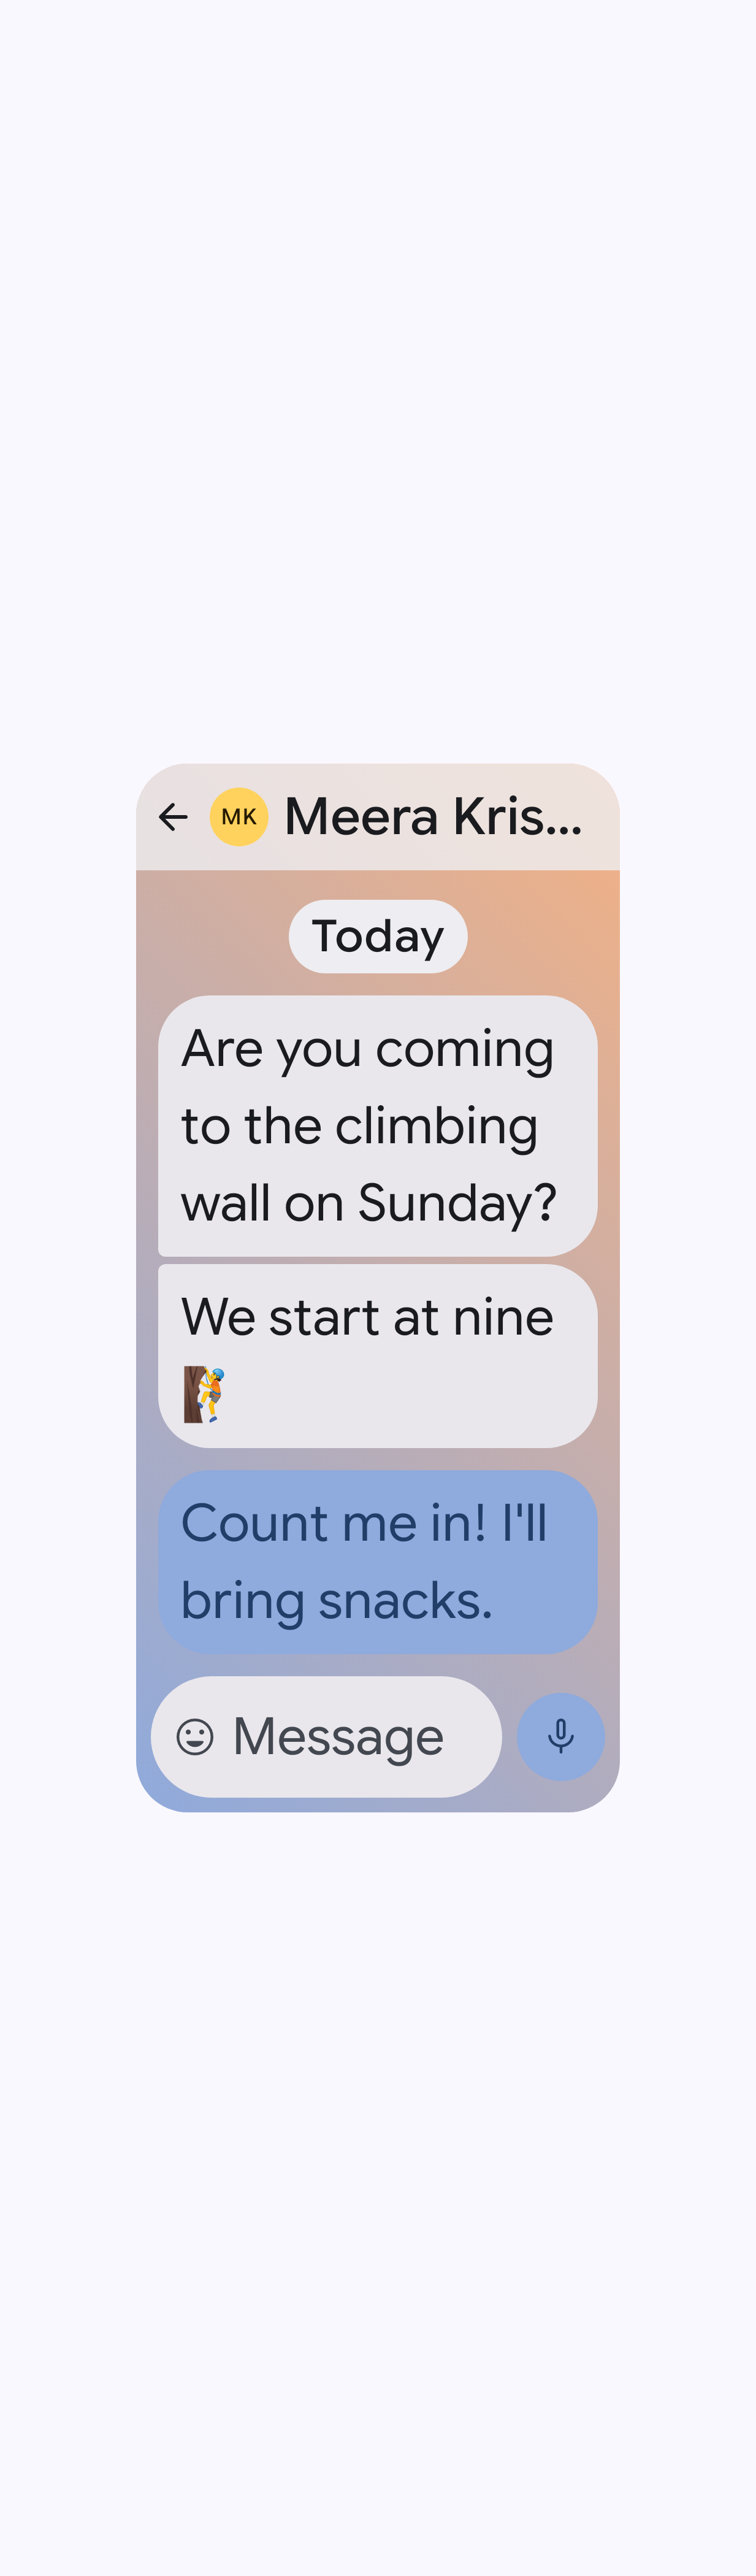 MK Meera Kris...
Today
Are you coming
to the climbing
wall on Sunday?
We start at nine
🧗
Count me in! I'll
bring snacks.
Message